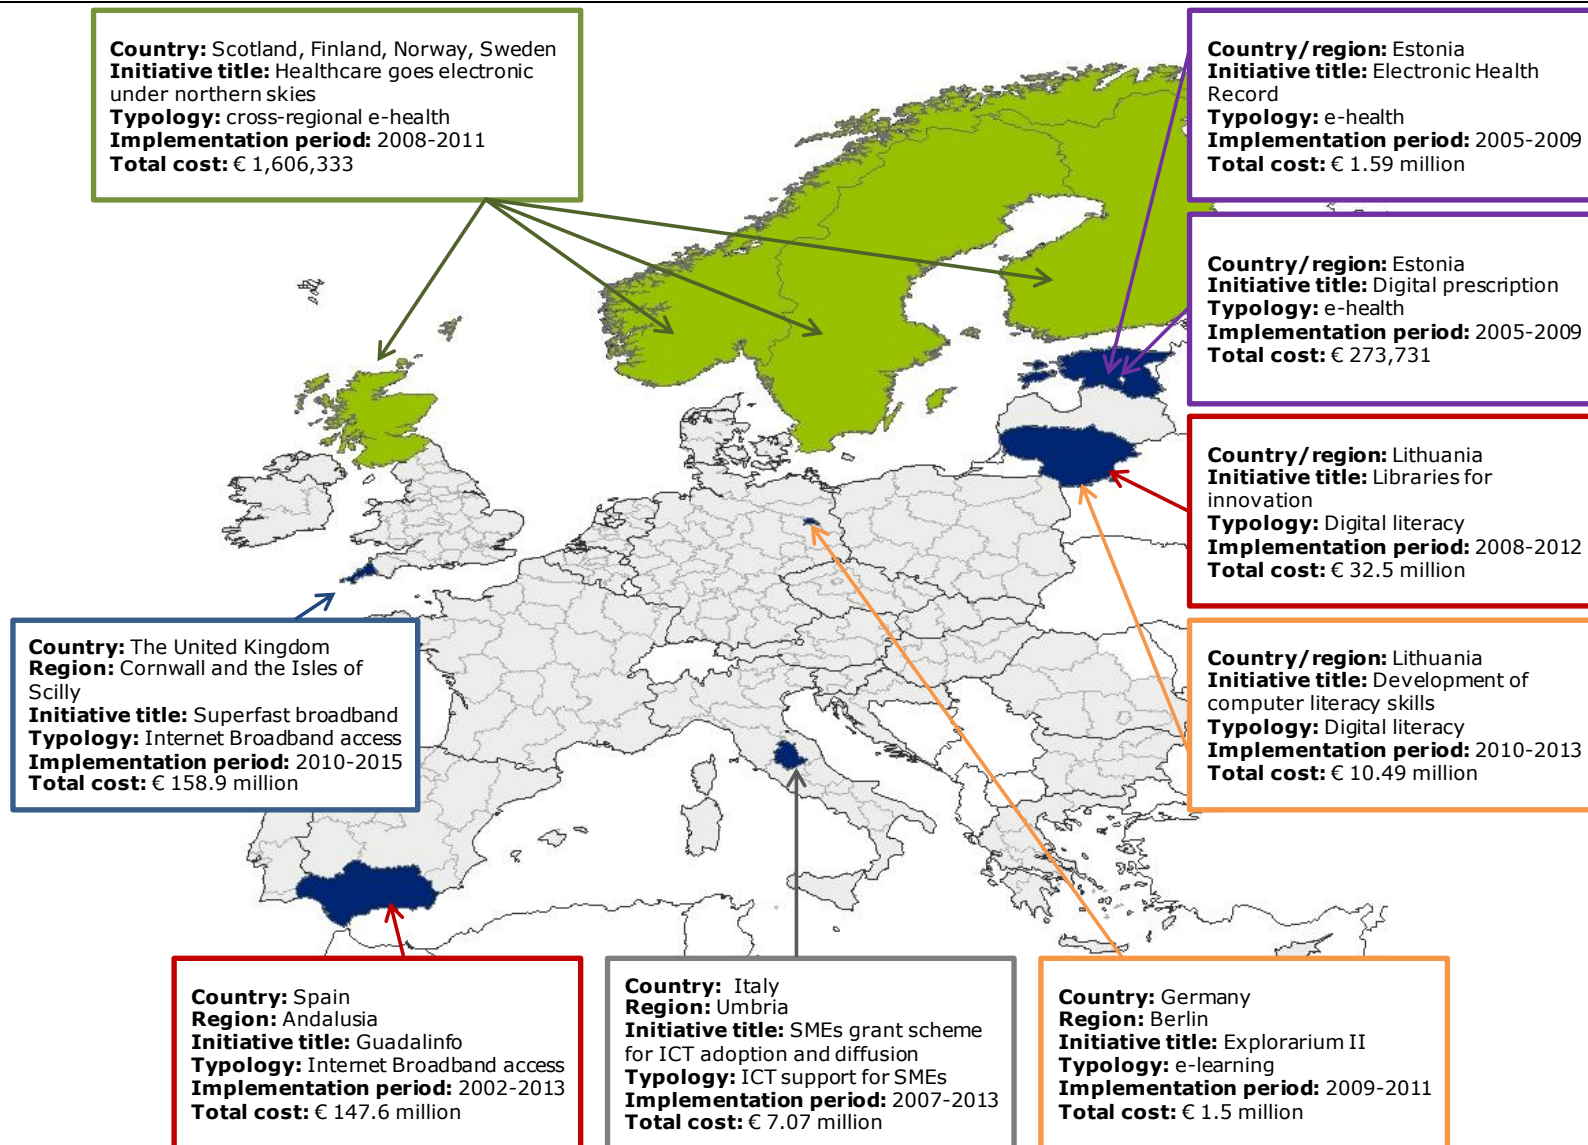 Country: Scotland, Finland, Norway, Sweden
Initiative title: Healthcare goes electronic
under northern skies
Typology: cross-regional e-health
Implementation period: 2008-2011
Total cost: € 1,606,333
Country/region: Estonia
Initiative title: Electronic Health
Record
Typology: e-health
Implementation period: 2005-2009
Total cost: € 1.59 million
Country/region: Estonia
Initiative title: Digital prescription
Typology: e-health
Implementation period: 2005-2009
Total cost: € 273,731
Country/region: Lithuania
Initiative title: Libraries for
innovation
Typology: Digital literacy
Implementation period: 2008-2012
Total cost: € 32.5 million
Country: The United Kingdom
Region: Cornwall and the Isles of
Scilly
Initiative title: Superfast broadband
Typology: Internet Broadband access
Implementation period: 2010-2015
Total cost: € 158.9 million
Country/region: Lithuania
Initiative title: Development of
computer literacy skills
Typology: Digital literacy
Implementation period: 2010-2013
Total cost: € 10.49 million
Country: Spain
Region: Andalusia
Initiative title: Guadalinfo
Typology: Internet Broadband access
Implementation period: 2002-2013
Total cost: € 147.6 million
Country: Italy
Region: Umbria
Initiative title: SMEs grant scheme
for ICT adoption and diffusion
Typology: ICT support for SMEs
Implementation period: 2007-2013
Total cost: € 7.07 million
Country: Germany
Region: Berlin
Initiative title: Explorarium II
Typology: e-learning
Implementation period: 2009-2011
Total cost: € 1.5 million